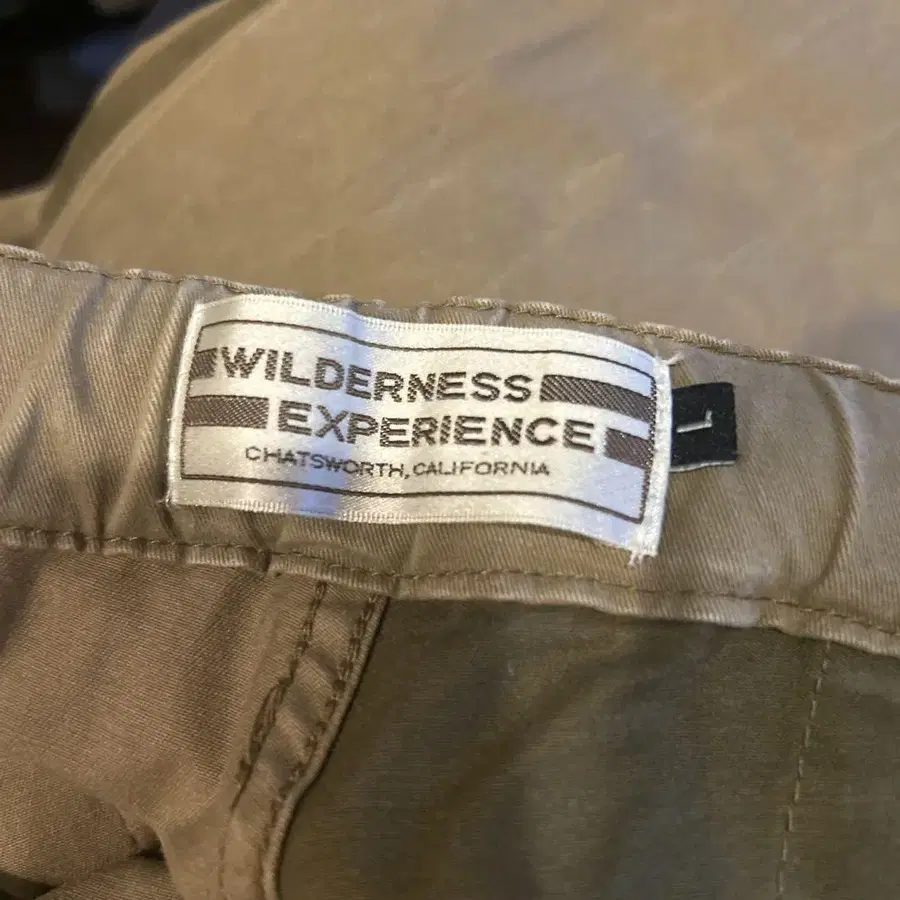 WILDERNESS
EXPERIENCE
CHATSWORTH, CALIFORNIA
L